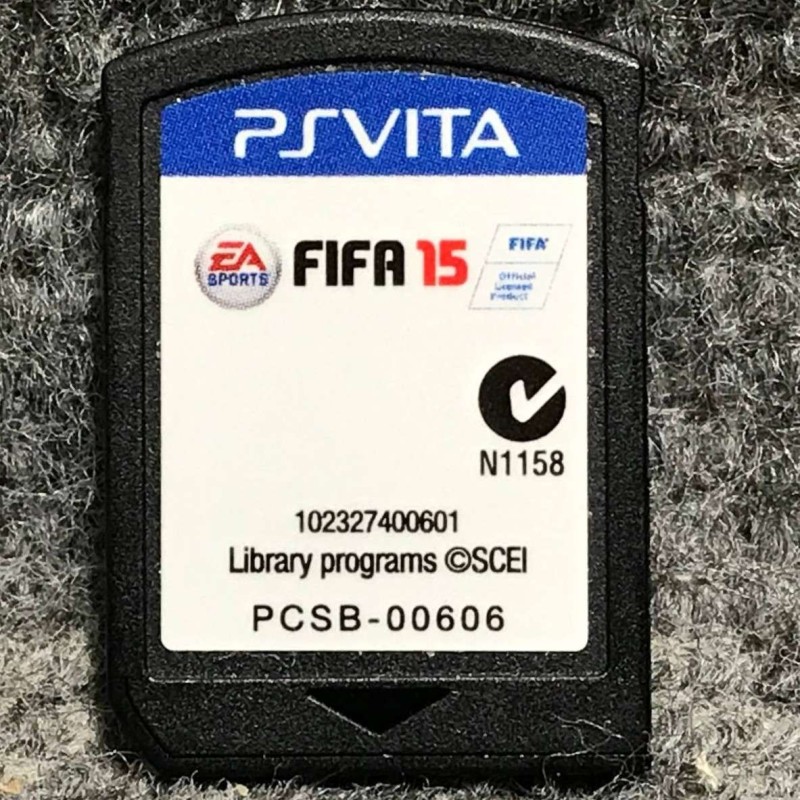 PSVITA
EA
SPORTS
FIFA 15
FIFA
Official
Licensed
Product
N1158
102327400601
Library programs ©SCEI
PCSB-00606